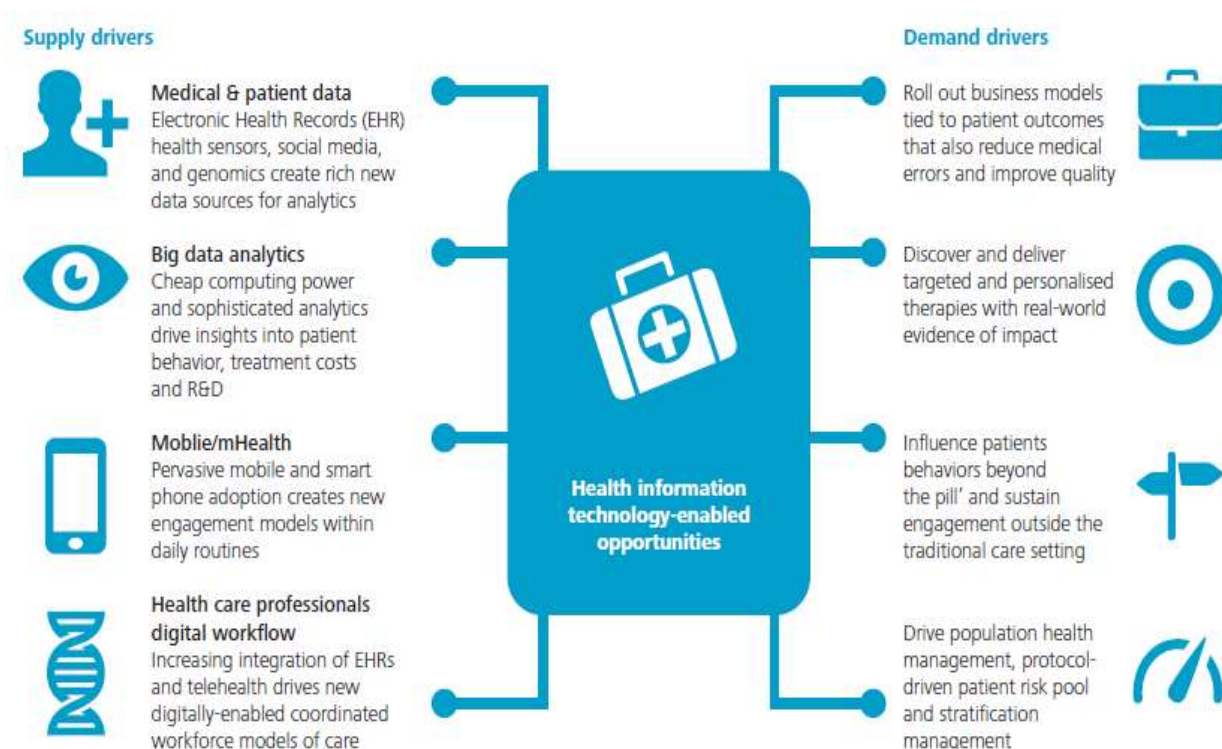 Supply drivers
Medical & patient data
Electronic Health Records (EHR)
health sensors, social media,
and genomics create rich new
data sources for analytics
Big data analytics
Cheap computing power
and sophisticated analytics
drive insights into patient
behavior, treatment costs
and R&D
Moblie/mHealth
Pervasive mobile and smart
phone adoption creates new
engagement models within
daily routines
Health care professionals
digital workflow
Increasing integration of EHRs
and telehealth drives new
digitally-enabled coordinated
workforce models of care
Health information
technology-enabled
opportunities
Demand drivers
Roll out business models
tied to patient outcomes
that also reduce medical
errors and improve quality
Discover and deliver
targeted and personalised
therapies with real-world
evidence of impact
Influence patients
behaviors beyond
the pill’ and sustain
engagement outside the
traditional care setting
Drive population health
management, protocol-
driven patient risk pool
and stratification
management